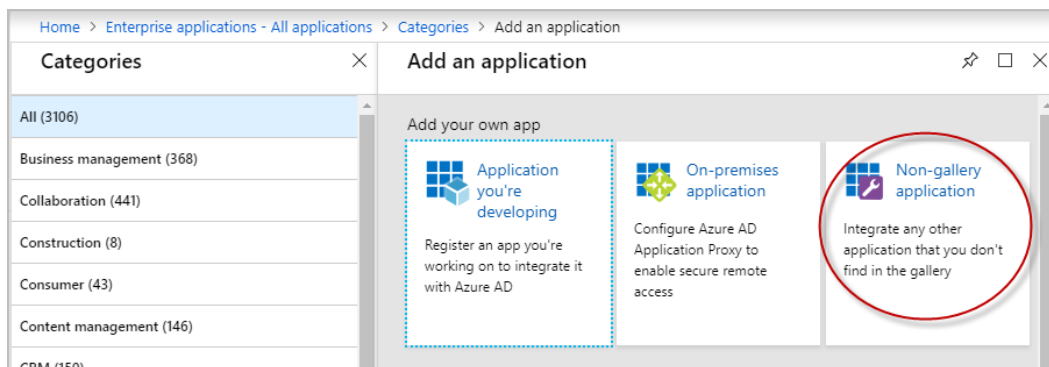 Home > Enterprise applications - All applications > Categories > Add an application
Categories
Add an application
All (3106)
Business management (368)
Collaboration (441)
Construction (8)
Consumer (43)
Content management (146)
CRM (150)
Add your own app
Application
you're
developing
Register an app you're
working on to integrate it
with Azure AD
On-premises
application
Configure Azure AD
Application Proxy to
enable secure remote
access
Non-gallery
application
Integrate any other
application that you don't
find in the gallery